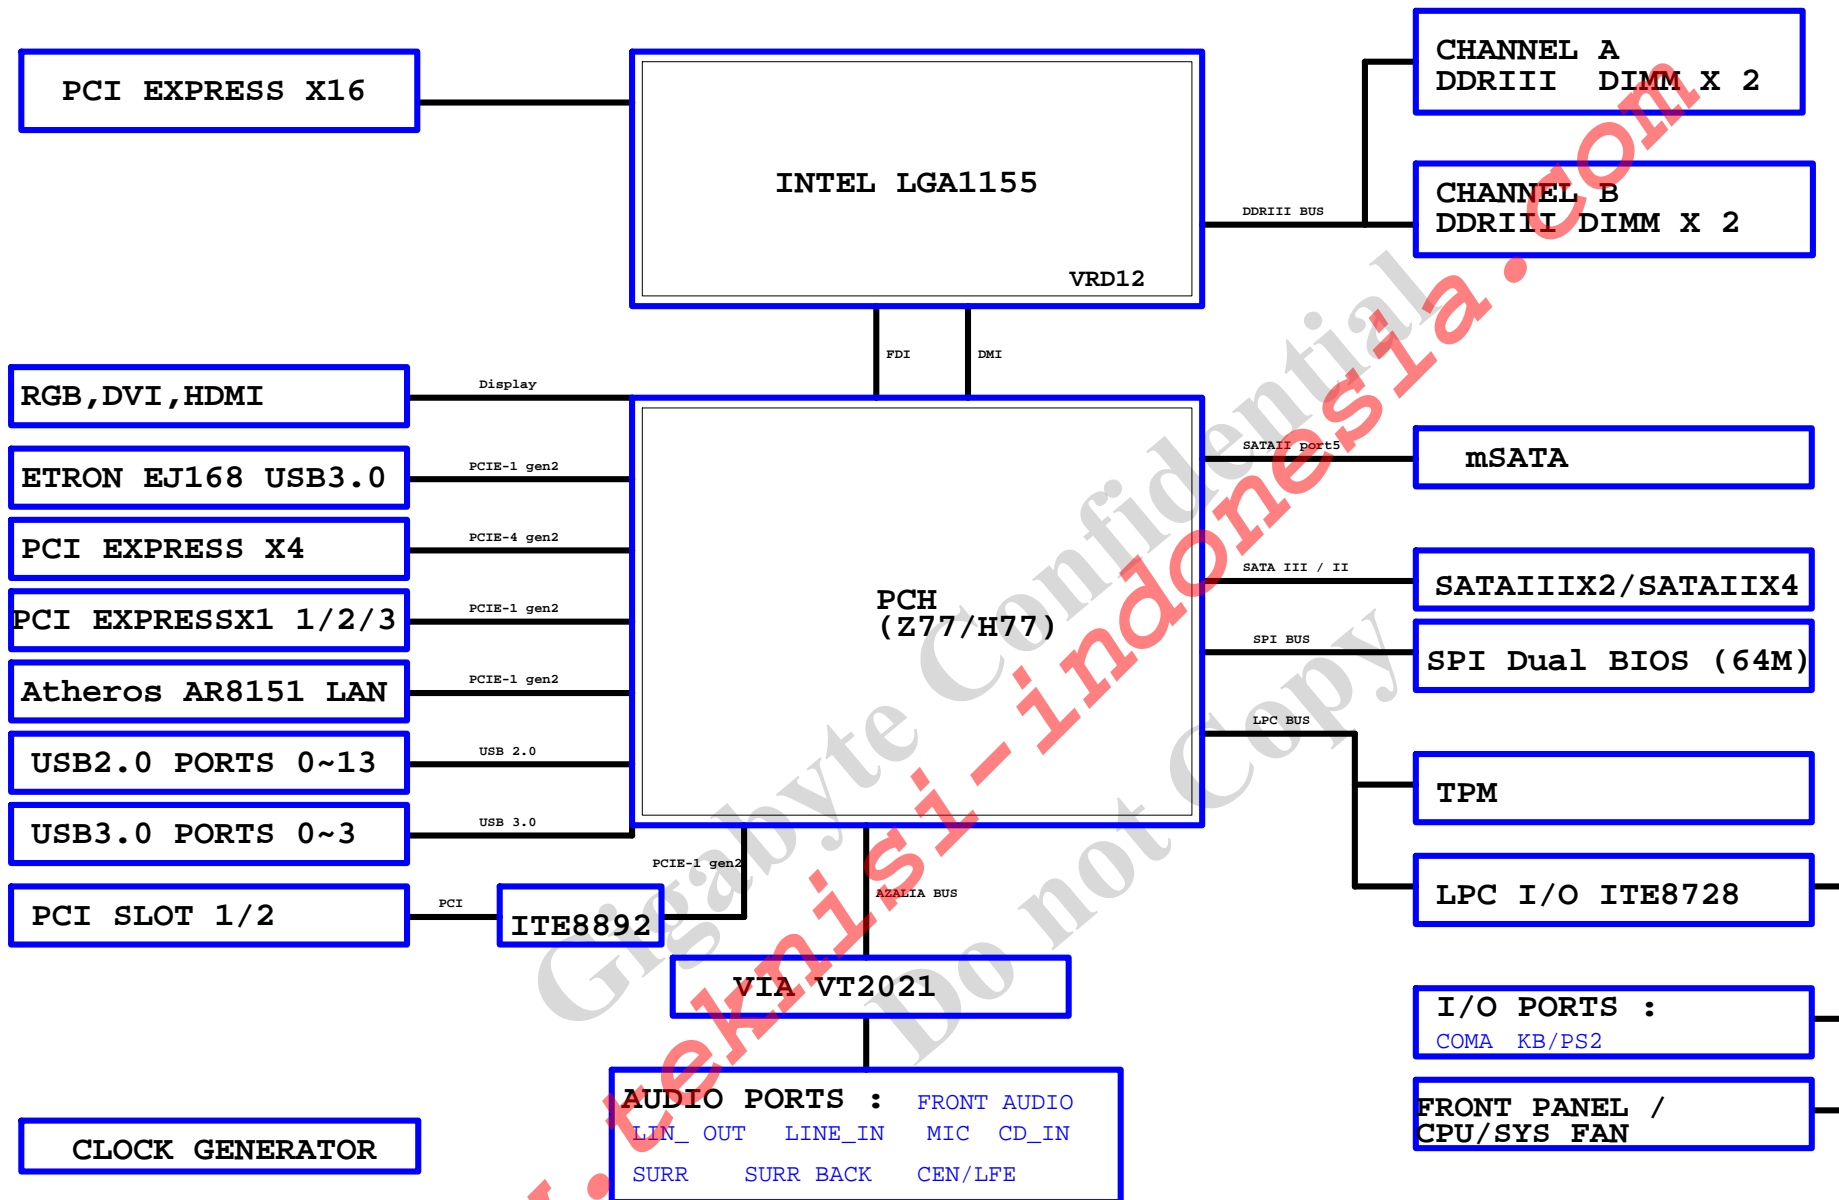 PCI EXPRESS X16
INTEL LGA1155
VRD12
CHANNEL A
DDRIII DIMM X 2
DDRIII BUS
CHANNEL B
DDRIII DIMM X 2
FDI
DMI
RGB,DVI,HDMI
Display
ETRON EJ168 USB3.0
PCIE-1 gen2
PCI EXPRESS X4
PCIE-4 gen2
PCI EXPRESSX1 1/2/3
PCIE-1 gen2
Atheros AR8151 LAN
PCIE-1 gen2
USB2.0 PORTS 0~13
USB 2.0
USB3.0 PORTS 0~3
USB 3.0
PCI SLOT 1/2
PCI
ITE8892
PCIE-1 gen2
PCH
(Z77/H77)
SATAII port5
mSATA
SATA III / II
SATAIIIX2/SATAIIX4
SPI BUS
SPI Dual BIOS (64M)
LPC BUS
TPM
LPC I/O ITE8728
AZALIA BUS
VIA VT2021
AUDIO PORTS :
FRONT AUDIO
LIN_ OUT LINE_IN MIC CD_IN
SURR SURR BACK CEN/LFE
I/O PORTS :
COMA KB/PS2
FRONT PANEL /
CPU/SYS FAN
CLOCK GENERATOR
Gigabyte Confidential
Do not Copy
.teknisi-indonesia.com